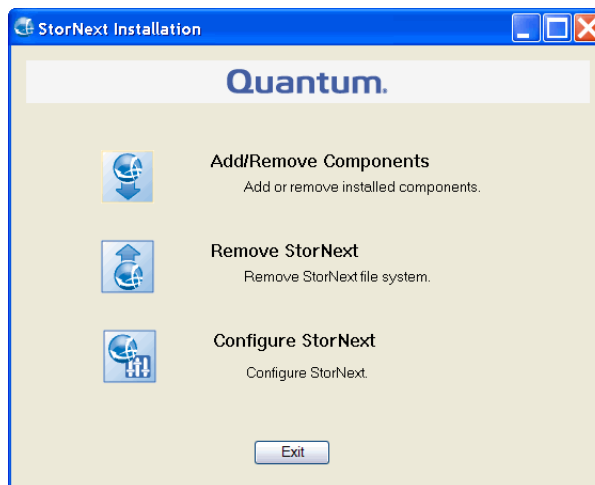 StorNext Installation
Quantum.
Add/Remove Components
Add or remove installed components.
Remove StorNext
Remove StorNext file system.
Configure StorNext
Configure StorNext.
Exit